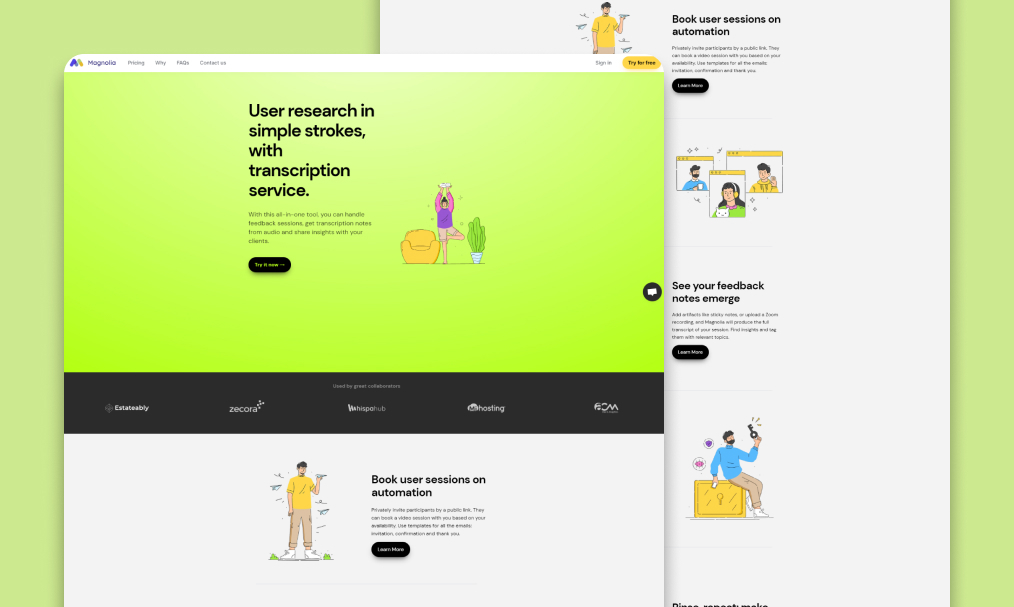 Magnolia
Pricing
Why
FAQs
Contact us
Sign in
Try for free
User research in
simple strokes,
with
transcription
service.
With this all-in-one tool, you can handle
feedback sessions, get transcription notes
from audio and share insights with your
clients.
Try it now →
Used by great collaborators
Estateably
zecora
whispahub
hosting
Book user sessions on
automation
Privately invite participants by a public link. They
can book a video session with you based on your
availability. Use templates for all the emails:
invitation, confirmation and thank you.
Learn More
Book user sessions on
automation
Privately invite participants by a public link. They
can book a video session with you based on your
availability. Use templates for all the emails:
invitation, confirmation and thank you.
Learn More
See your feedback
notes emerge
Add artifacts like sticky notes, or upload a Zoom
recording, and Magnolia will produce the full
transcript of your session. Find insights and tag
them with relevant topics.
Learn More